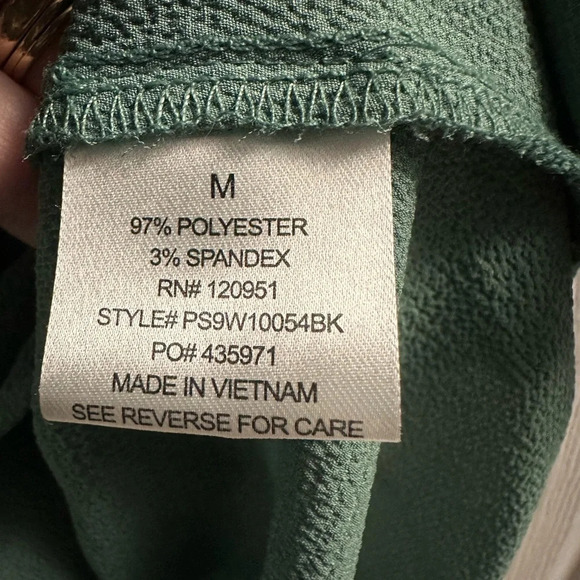 M
97% POLYESTER
3% SPANDEX
RN# 120951
STYLE# PS9W10054BK
PO# 435971
MADE IN VIETNAM
SEE REVERSE FOR CARE